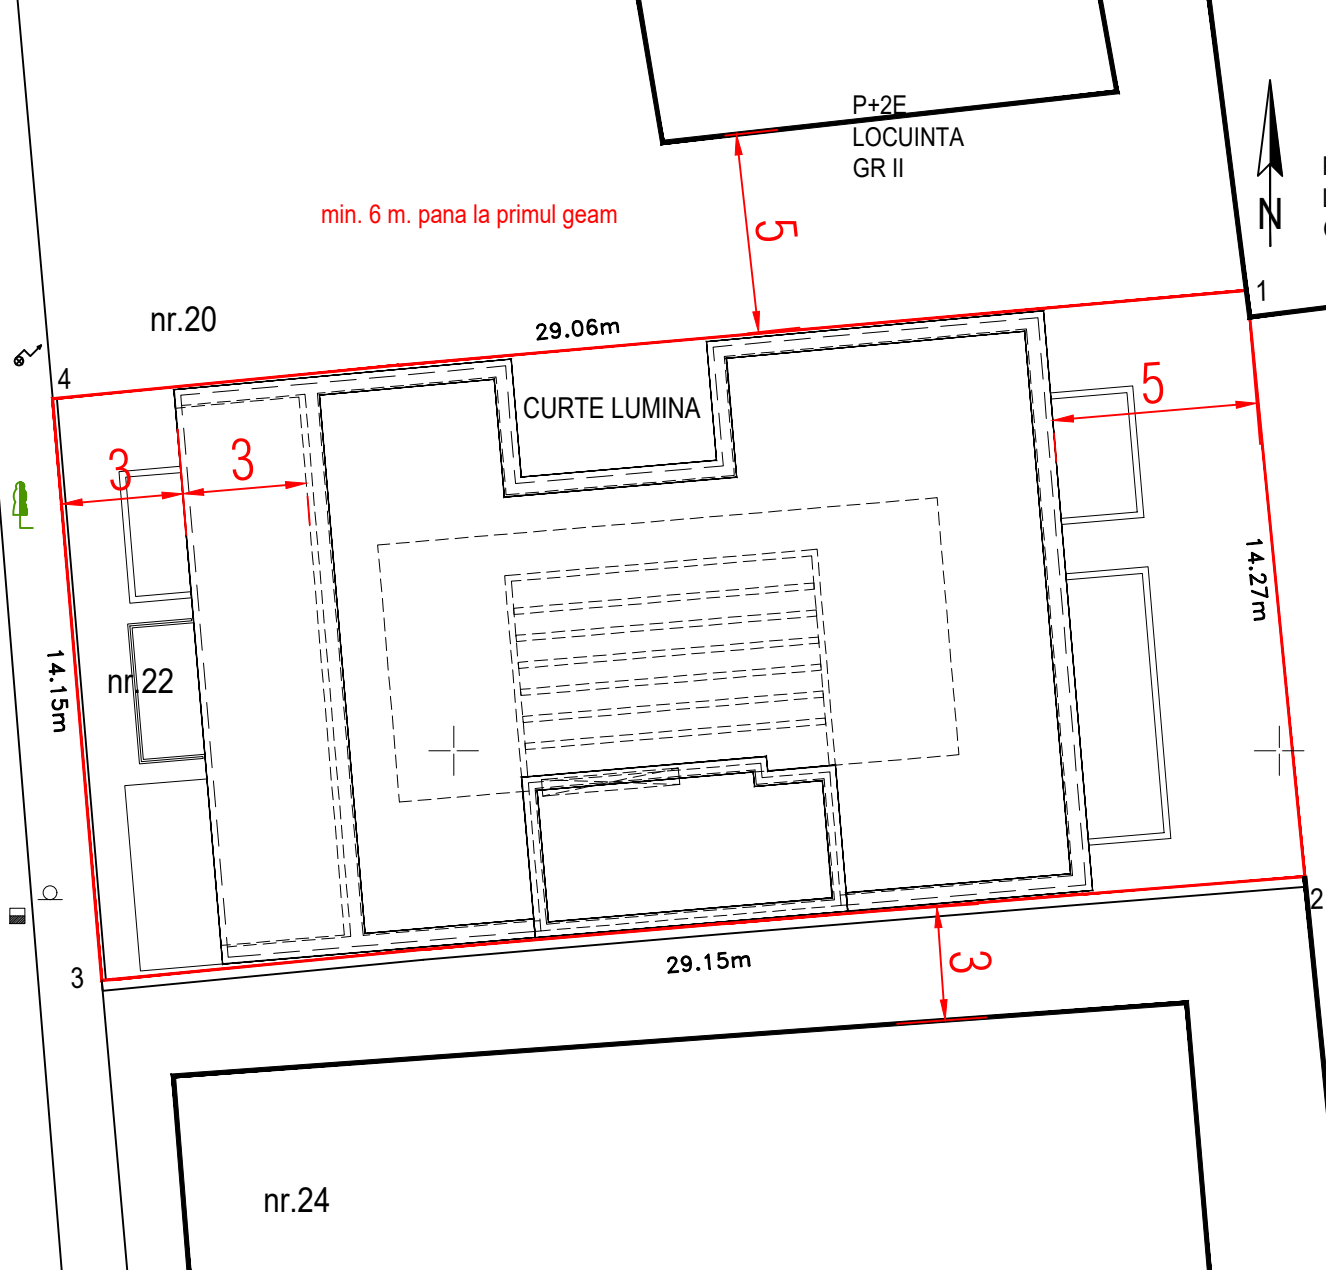 P+2E
LOCUINTA
GR II
min. 6 m. pana la primul geam
5
N
1
nr.20
29.06m
4
CURTE LUMINA
5
3
3
14.27m
14.15m
nr.22
2
3
29.15m
3
nr.24